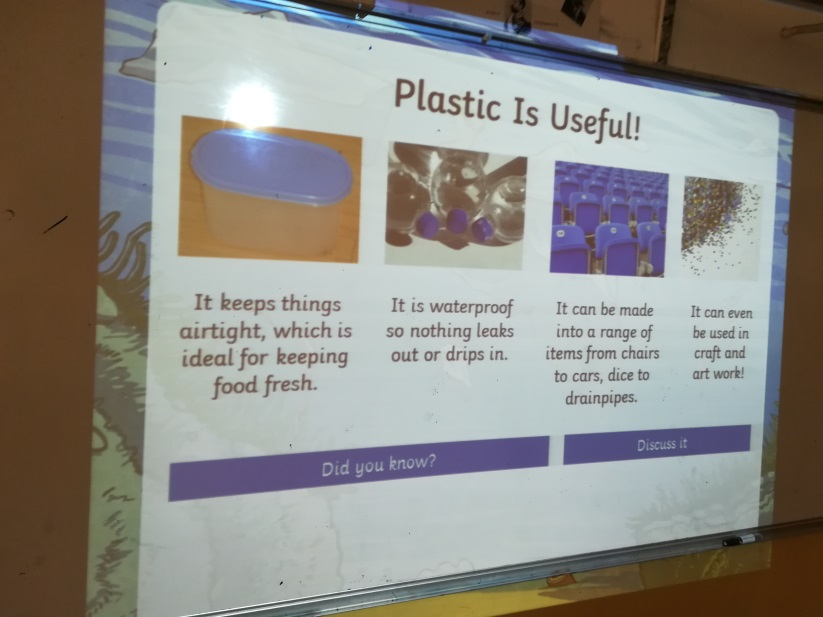 Plastic Is Useful!
It keeps things
airtight, which is
ideal for keeping
food fresh.
It is waterproof
so nothing leaks
out or drips in.
It can be made
into a range of
items from chairs
to cars, dice to
drainpipes.
It can even
be used in
craft and
art work!
Did you know?
Discuss it